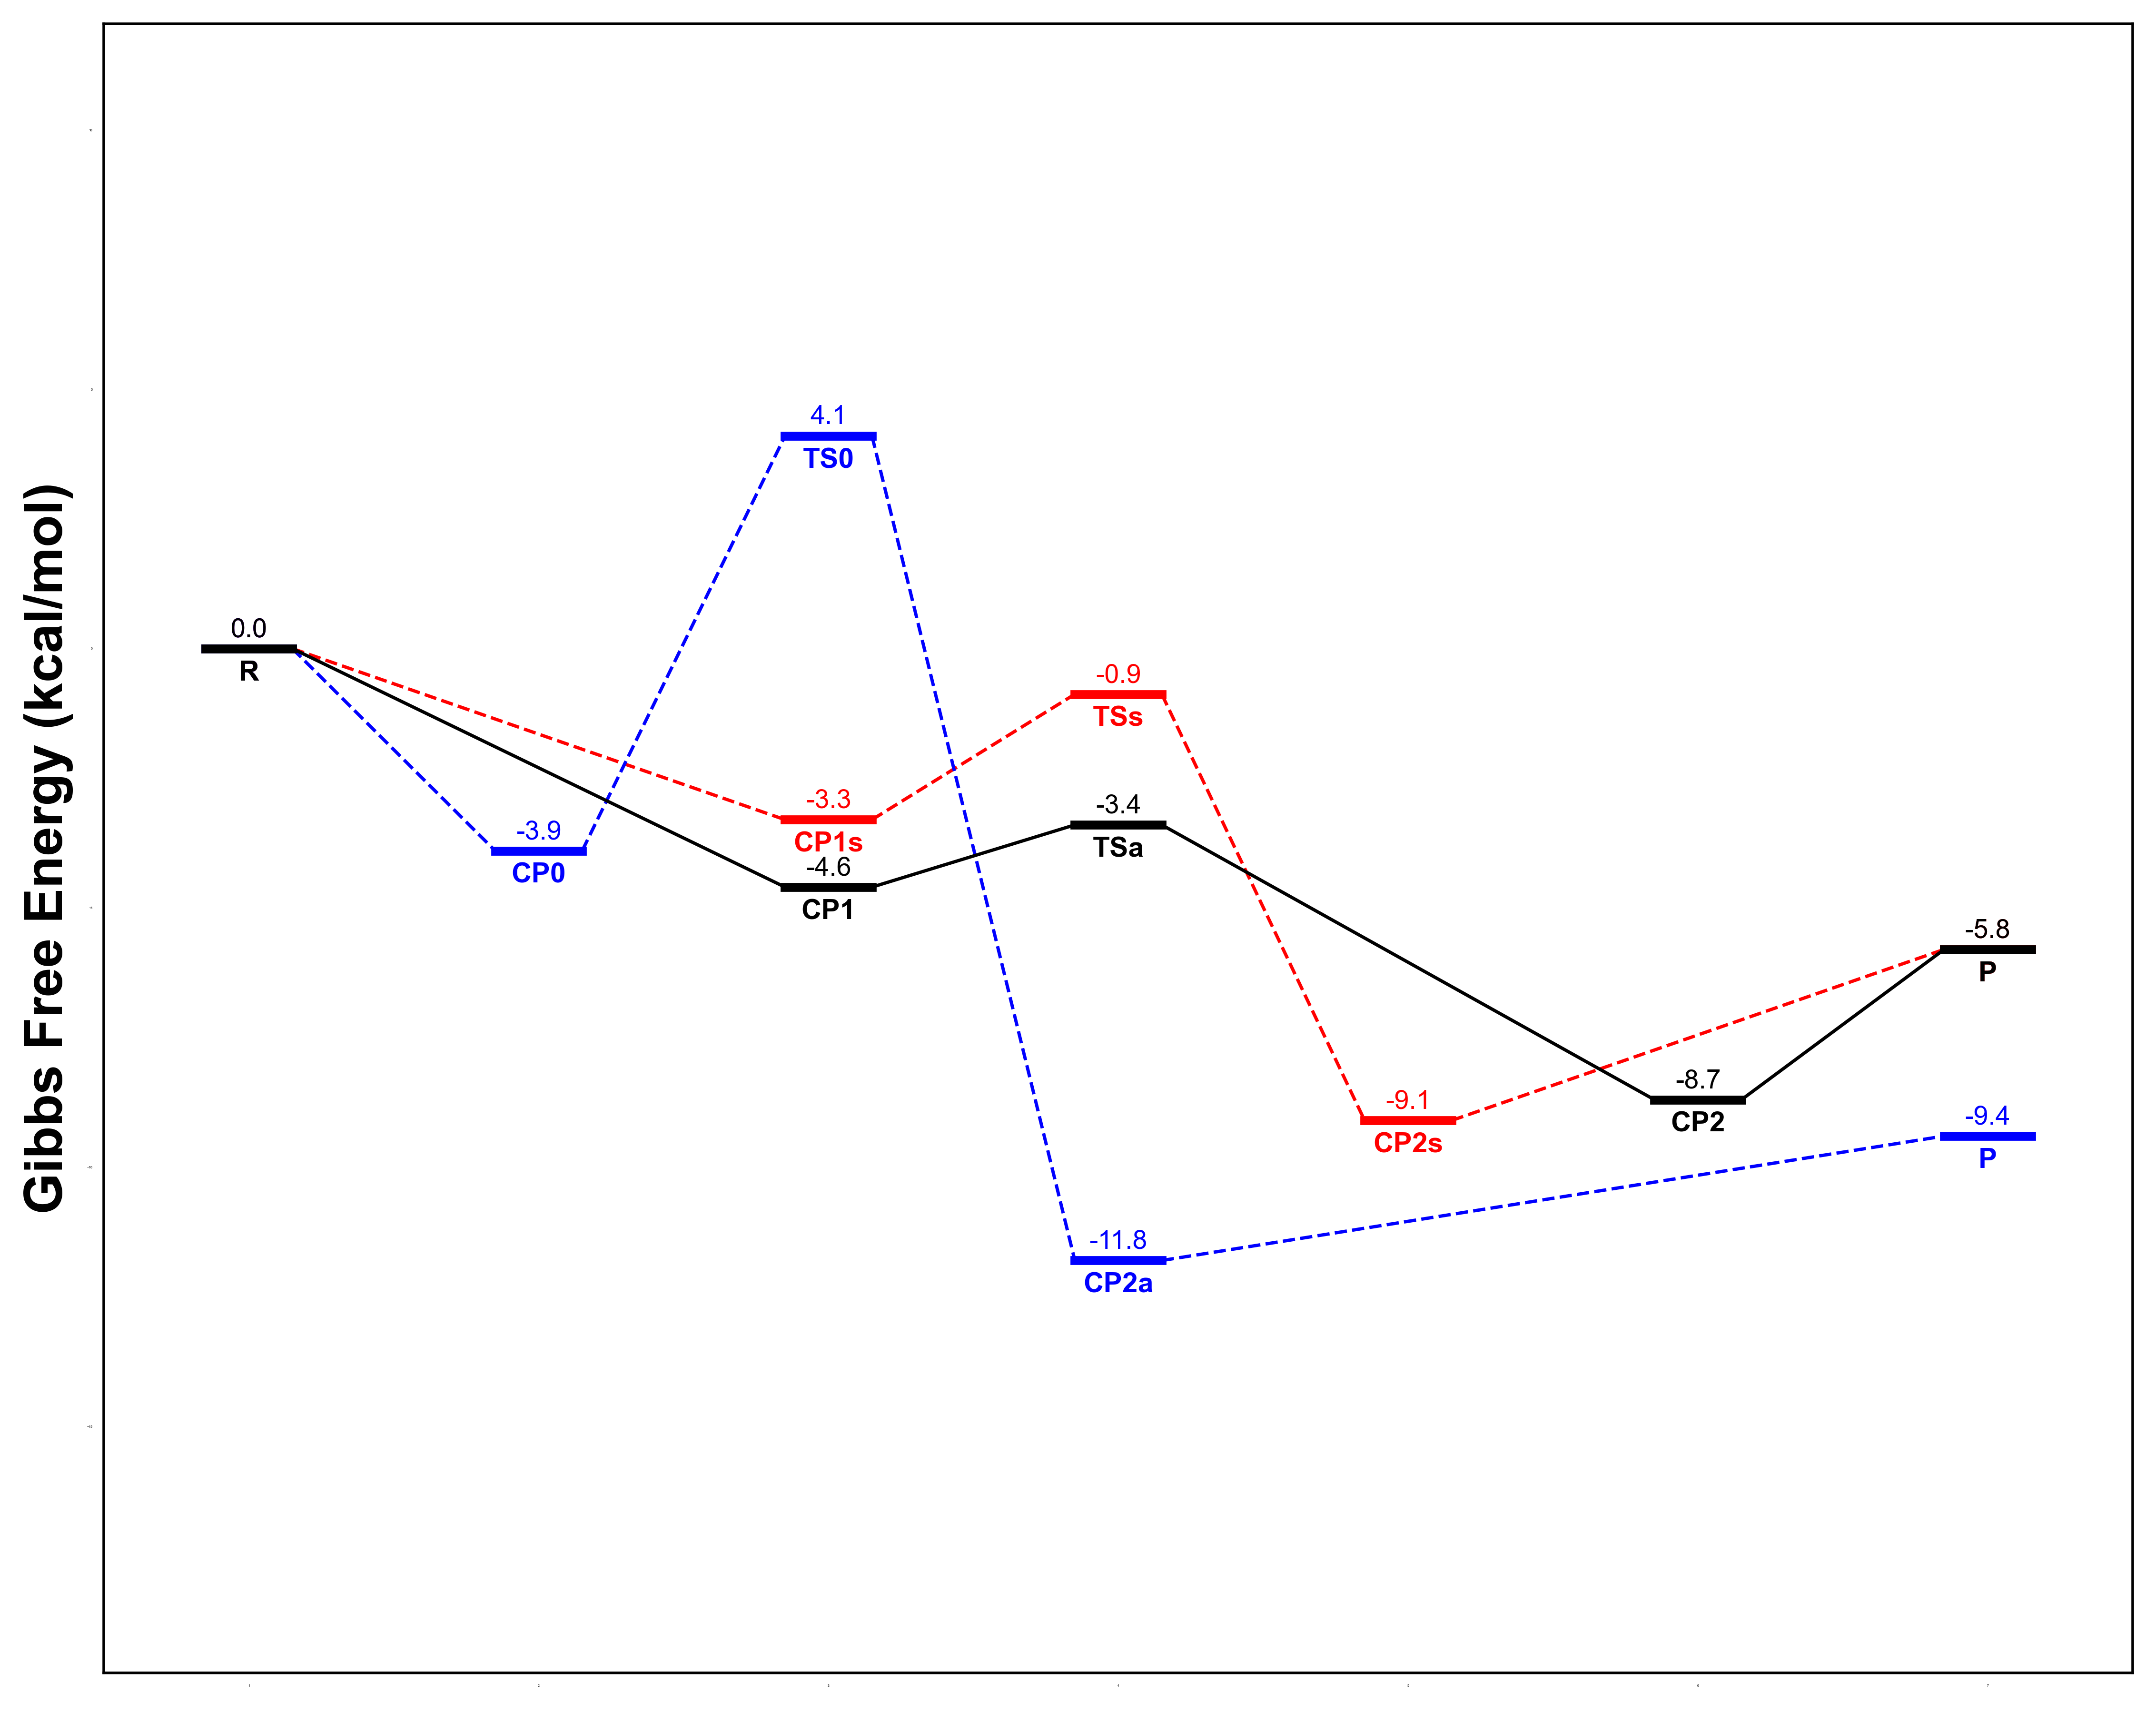 Gibbs Free Energy (kcal/mol)
4.1
TS0
0.0
R
-0.9
TSs
-3.3
CP1s
-3.4
TSa
-3.9
CP0
-4.6
CP1
-5.8
P
-8.7
CP2
-9.1
CP2s
-9.4
P
-11.8
CP2a